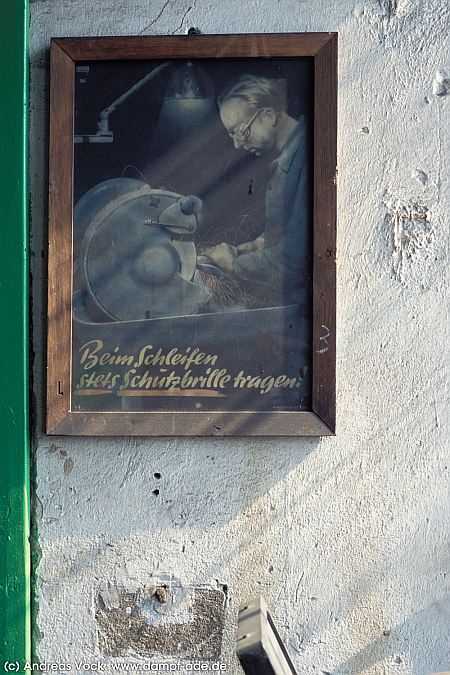 Beim Schleifen
stets Schutzbrille tragen!
(c) Andreas Vock, www.dampf-ade.de